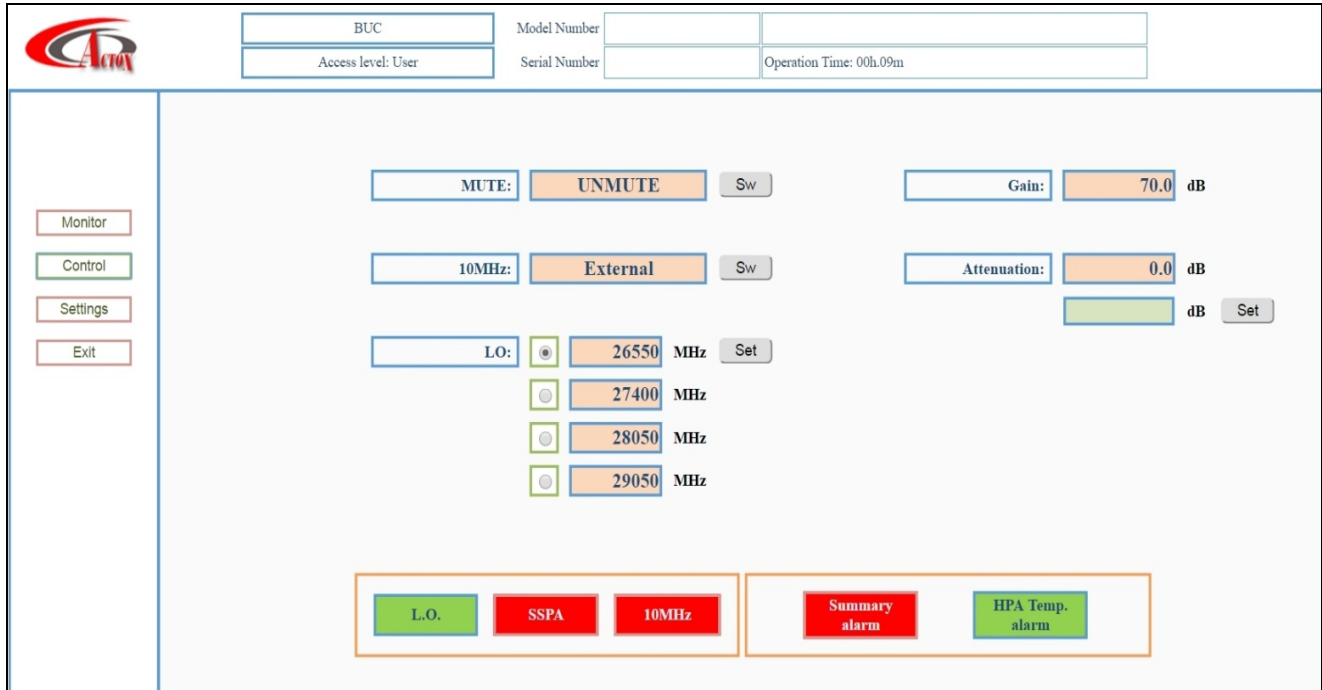 ACTOX
BUC
Model Number
Access level: User
Serial Number
Operation Time: 00h.09m
Monitor
Control
Settings
Exit
MUTE: UNMUTE Sw
Gain: 70.0 dB
10MHz: External Sw
Attenuation: 0.0 dB
dB Set
LO: 26550 MHz Set
27400 MHz
28050 MHz
29050 MHz
L.O.
SSPA
10MHz
Summary
alarm
HPA Temp.
alarm